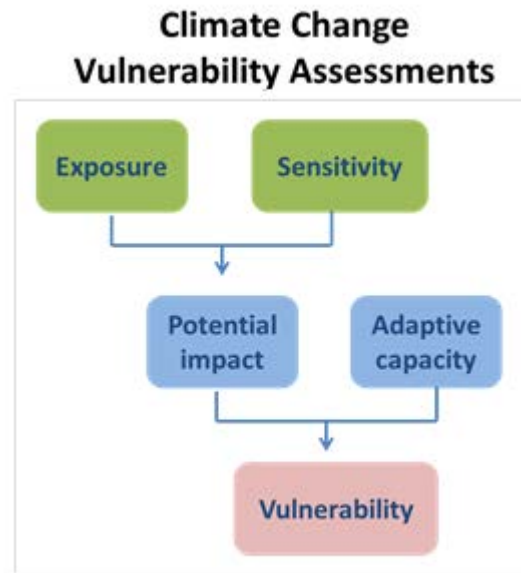 Climate Change
Vulnerability Assessments
Exposure
Sensitivity
Potential
impact
Adaptive
capacity
Vulnerability